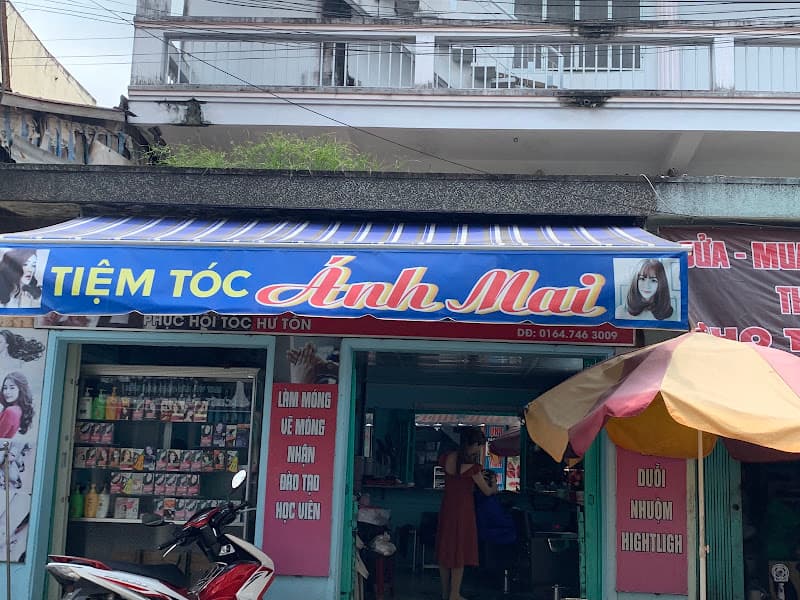 TIỆM TÓC Ánh Mai
PHỤC HỒI TÓC HƯ TỔN
DĐ: 0164.746 3009
LÀM MÓNG
VẼ MÓNG
NHẬN
ĐÀO TẠO
HỌC VIÊN
DUỖI
NHUỘM
HIGHTLIGH